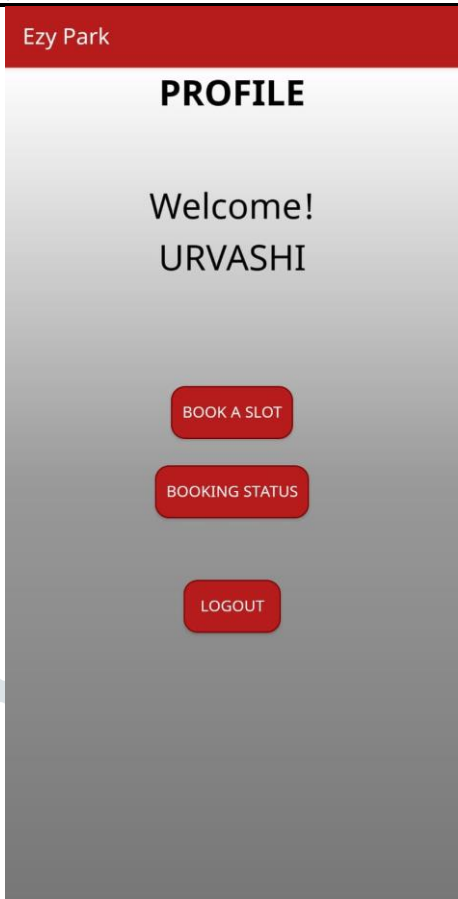 Ezy Park
PROFILE
Welcome!
URVASHI
BOOK A SLOT
BOOKING STATUS
LOGOUT